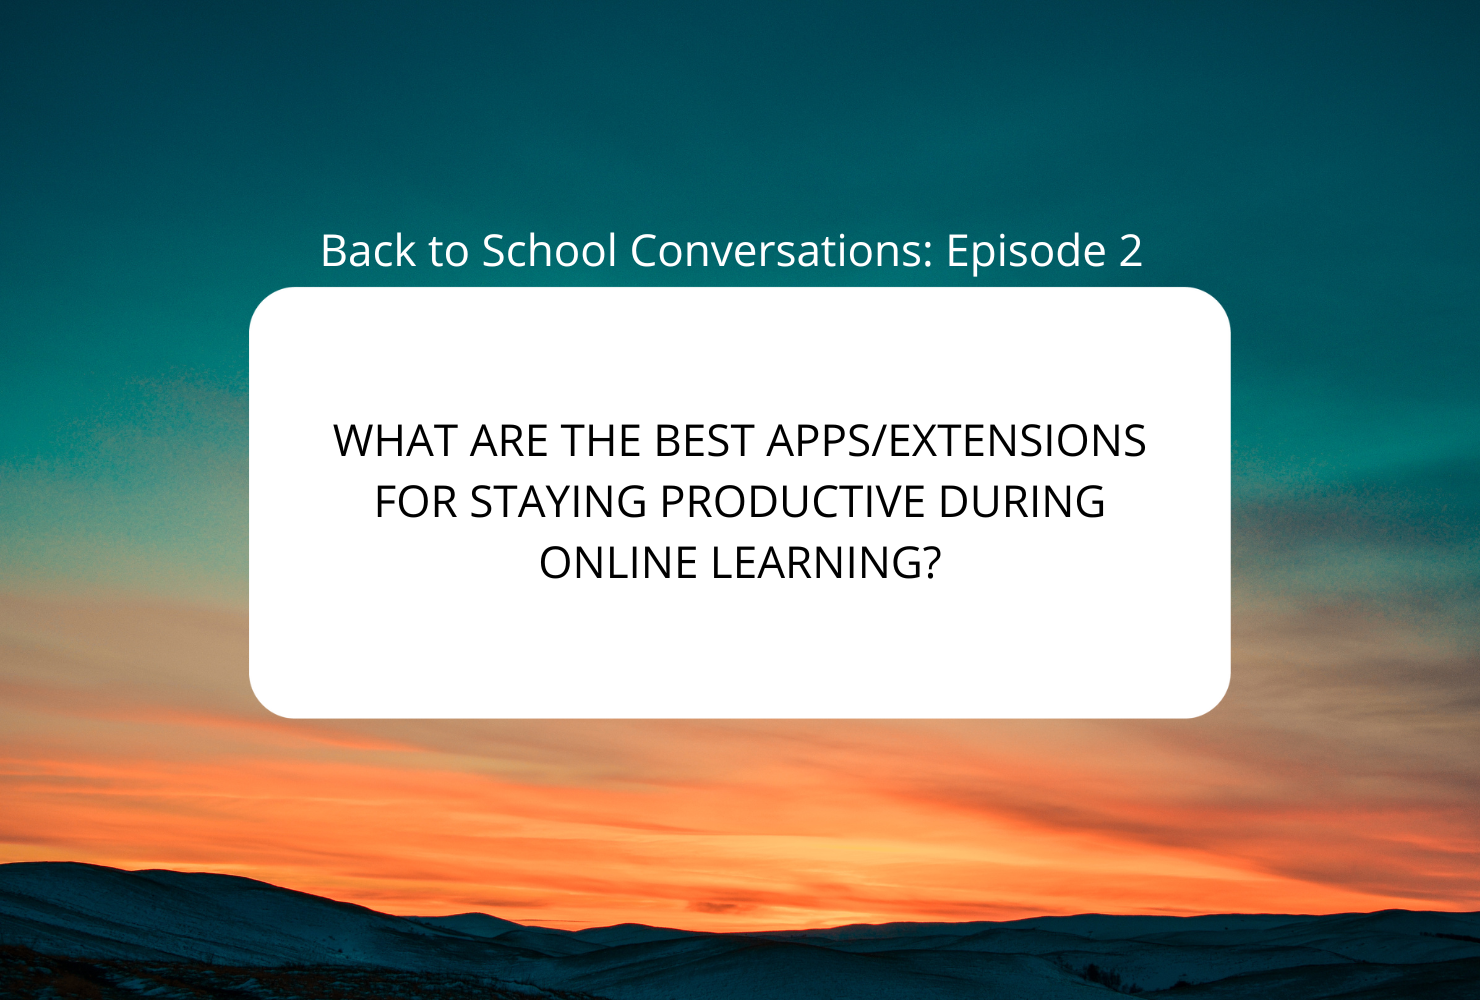 Back to School Conversations: Episode 2
WHAT ARE THE BEST APPS/EXTENSIONS
FOR STAYING PRODUCTIVE DURING
ONLINE LEARNING?